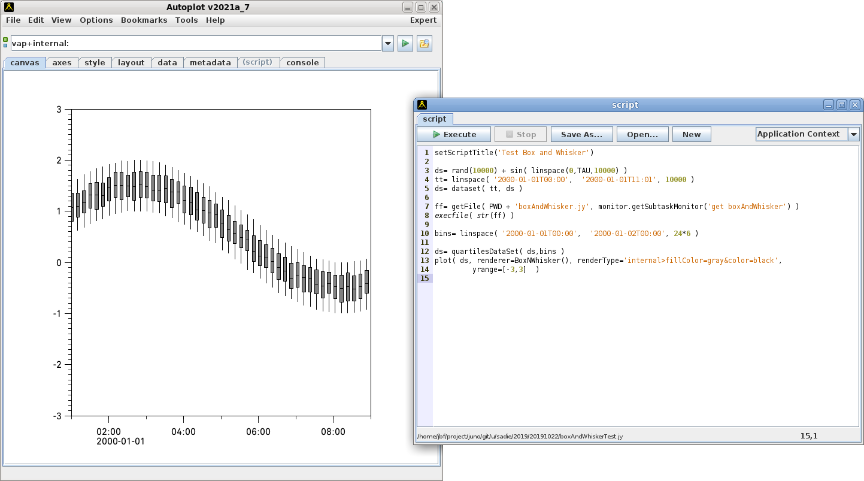 Autoplot v2021a_7
File Edit View Options Bookmarks Tools Help Expert
vap+internal:
canvas axes style layout data metadata (script) console
3
2
1
0
-1
-2
-3
02:00 04:00 06:00 08:00
2000-01-01
script
script
Execute Stop Save As... Open... New Application Context
1 setScriptTitle('Test Box and Whisker')
2
3 ds= rand(10000) + sin( linspace(0,TAU,10000) )
4 tt= linspace( '2000-01-01T00:00', '2000-01-01T11:01', 10000 )
5 ds= dataset( tt, ds )
6
7 ff= getFile( PWD + 'boxAndWhisker.jy', monitor.getSubtaskMonitor('get boxAndWhisker') )
8 execfile( str(ff) )
9
10 bins= linspace( '2000-01-01T00:00', '2000-01-02T00:00', 24*6 )
11
12 ds= quartilesDataSet( ds,bins )
13 plot( ds, renderer=BoxNWhisker(), renderType='internal>fillColor=gray&color=black',
14 yrange=[-3,3] )
15
/home/jbf/project/juno/git/u/sadie/2019/20191022/boxAndWhiskerTest.jy 15,1